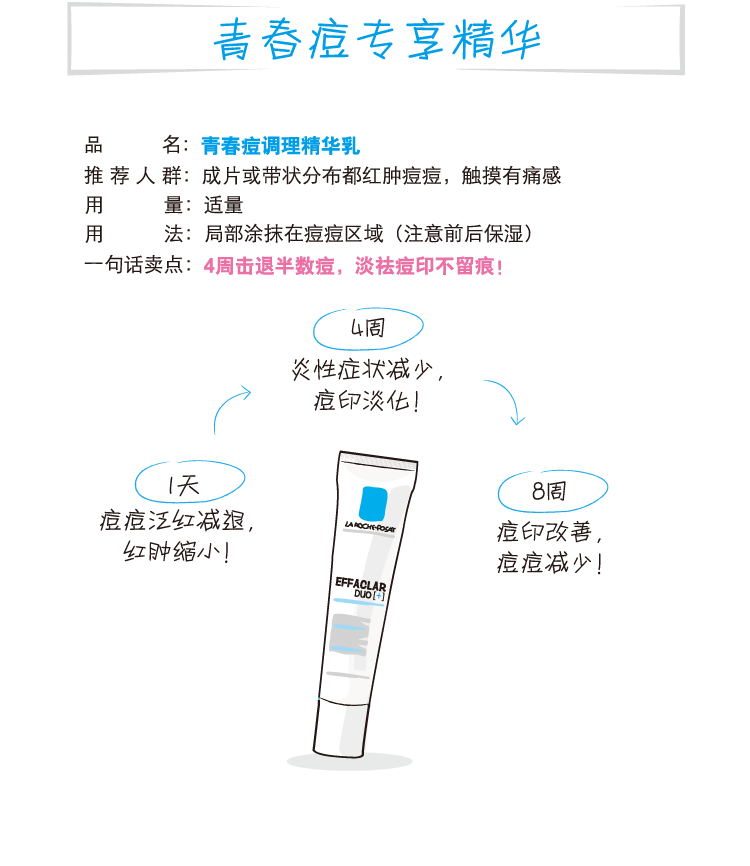 青春痘专享精华
品 名：青春痘调理精华乳
推荐人群：成片或带状分布都红肿痘痘，触摸有痛感
用 量：适量
用 法：局部涂抹在痘痘区域（注意前后保湿）
一句话卖点：4周击退半数痘，淡祛痘印不留痕！
4周
炎性症状减少，
痘印淡化！
1天
痘痘泛红减退，
红肿缩小！
8周
痘印改善，
痘痘减少！
LA ROCHE-POSAY
EFFACLAR
DUO[+]